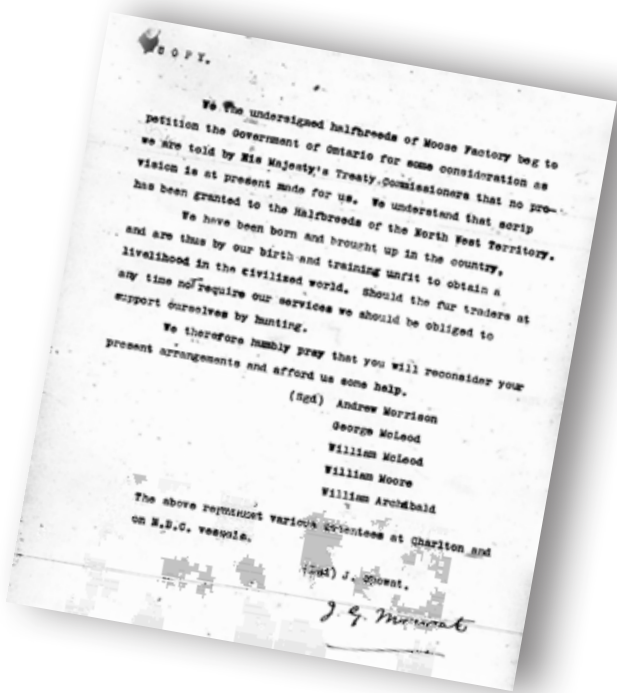 COPY.
We the undersigned halfbreeds of Moose Factory beg to
petition the Government of Ontario for some consideration as
we are told by His Majesty's Treaty Commissioners that no pro-
vision is at present made for us. We understand that scrip
has been granted to the Halfbreeds of the North West Territory.
We have been born and brought up in the country,
and are thus by our birth and training unfit to obtain a
livelihood in the civilized world. Should the fur traders at
any time not require our services we should be obliged to
support ourselves by hunting.
We therefore humbly pray that you will reconsider your
present arrangements and afford us some help.
(Sgd) Andrew Morrison
George McLeod
William McLeod
William Moore
William Archibald
The above represent various at Charlton and
on H.B.C. vessels.
(Sgd) J. Mowat.
J. G. Mowat